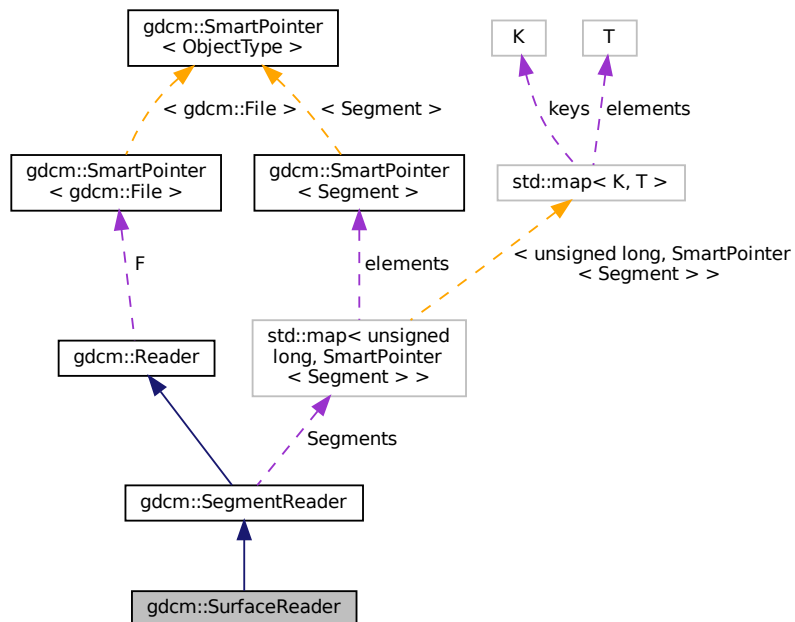 gdcm::SmartPointer
< ObjectType >
K
T
< gdcm::File >
< Segment >
keys
elements
gdcm::SmartPointer
< gdcm::File >
gdcm::SmartPointer
< Segment >
std::map< K, T >
F
elements
< unsigned long, SmartPointer
< Segment > >
gdcm::Reader
std::map< unsigned
long, SmartPointer
< Segment > >
Segments
gdcm::SegmentReader
gdcm::SurfaceReader